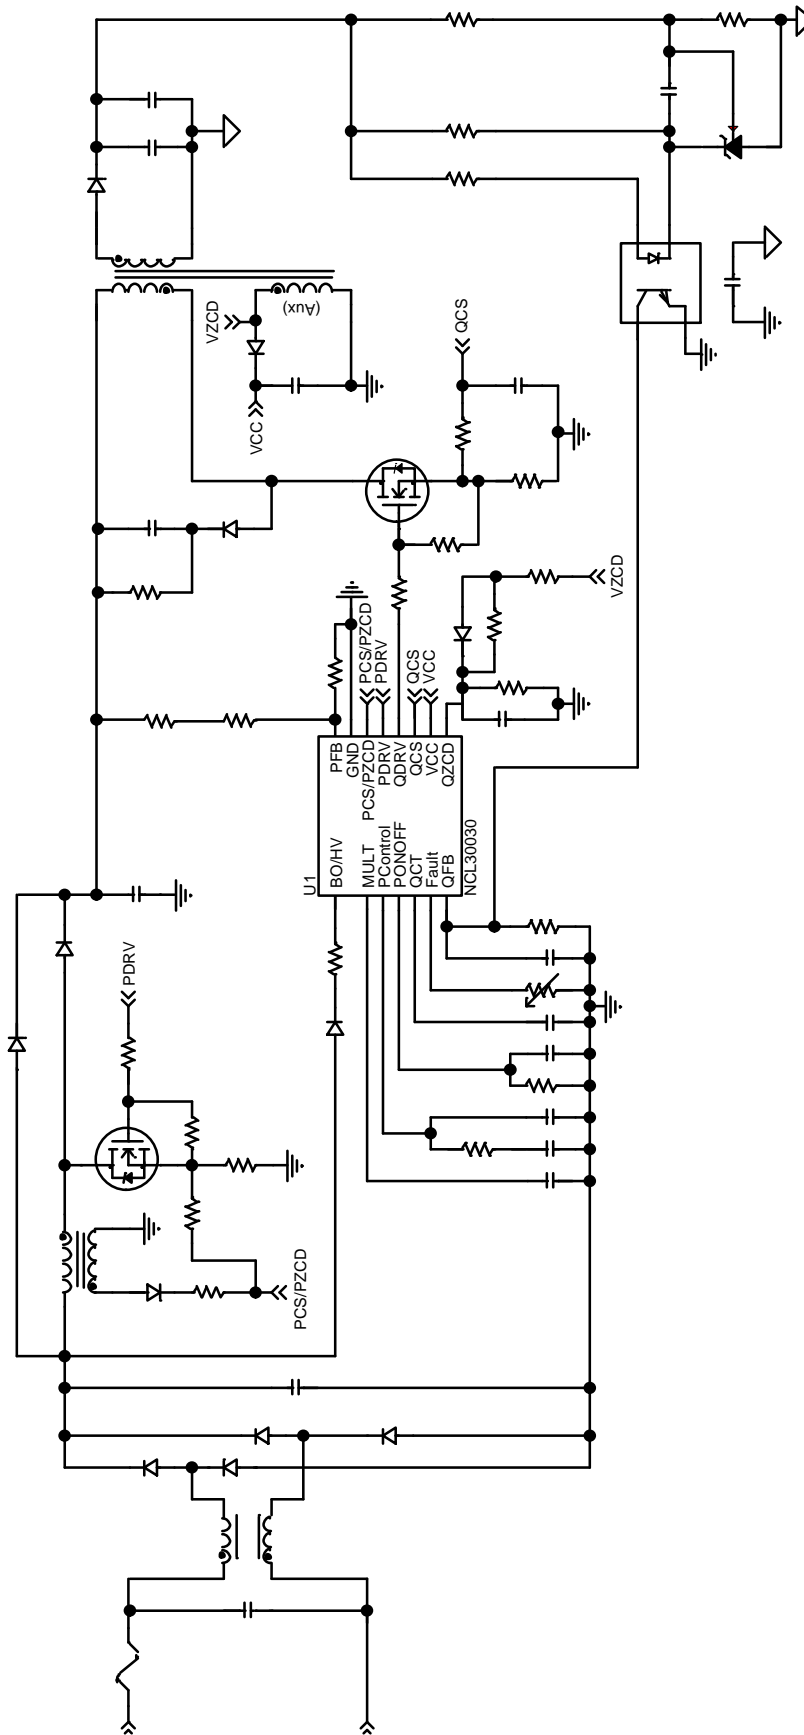 PDRV
PCS/PZCD
VZCD
VCC
(Aux)
QCS
U1
BO/HV
MULT
PControl
PONOFF
QCT
Fault
QFB
PFB
GND
PCS/PZCD
PDRV
QDRV
QCS
VCC
QZCD
NCL30030
PCS/PZCD
PDRV
QCS
VCC
VZCD